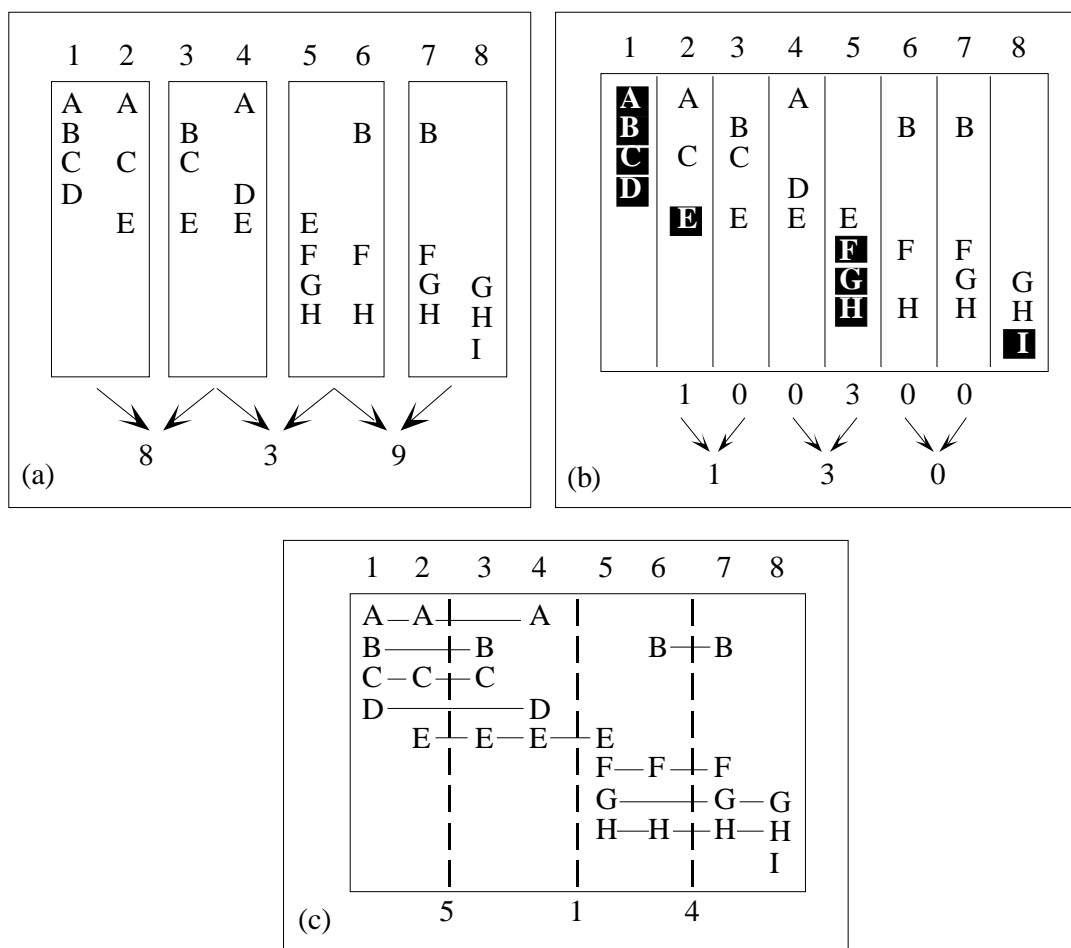 1 2 3 4 5 6 7 8
A A A
B B B B
C C C
D D
E E E E
F F F
G G G
H H H H
I
8 3 9
(a)
1 2 3 4 5 6 7 8
A A A
B B B B
C C C
D D
E E E E
F F F
G G G
H H H H
I
1 0 0 3 0 0
1 3 0
(b)
1 2 3 4 5 6 7 8
A A A
B B B B
C C C
D D
E E E E
F F F
G G G
H H H H
I
5 1 4
(c)